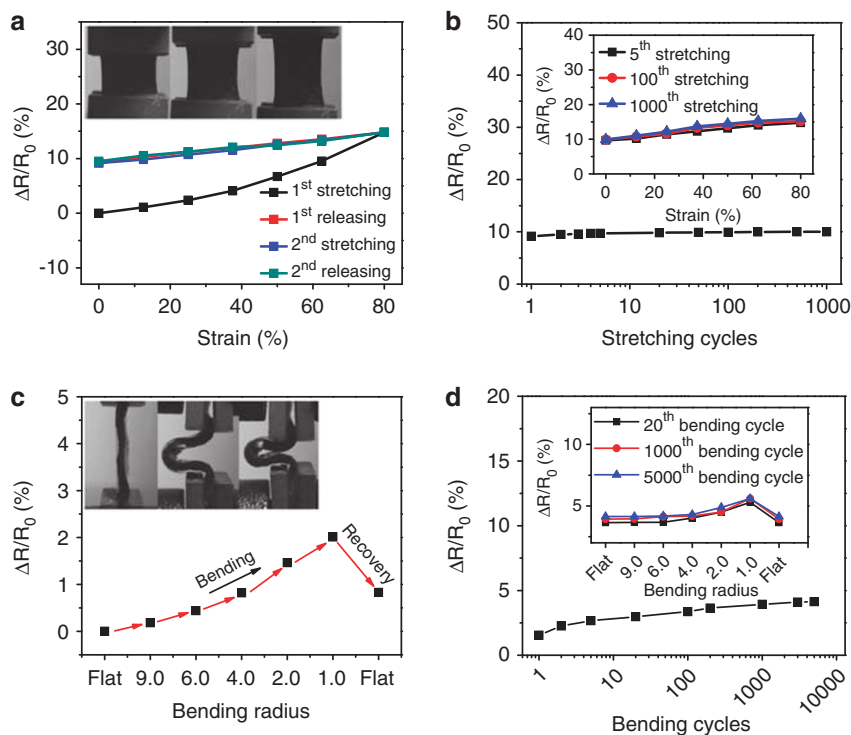 a
35
30
20
10
0
-10
ΔR/R0 (%)
1st stretching
1st releasing
2nd stretching
2nd releasing
0 20 40 60 80
Strain (%)
b
50
40
30
20
10
0
ΔR/R0 (%)
40
30
20
10
0
ΔR/R0 (%)
5th stretching
100th stretching
1000th stretching
0 20 40 60 80
Strain (%)
1 10 100 1000
Stretching cycles
c
5
4
3
2
1
0
ΔR/R0 (%)
Bending
Recovery
Flat 9.0 6.0 4.0 2.0 1.0 Flat
Bending radius
d
20
15
10
5
0
ΔR/R0 (%)
10
5
ΔR/R0 (%)
20th bending cycle
1000th bending cycle
5000th bending cycle
Flat 9.0 6.0 4.0 2.0 1.0 Flat
Bending radius
1 10 100 1000 10000
Bending cycles